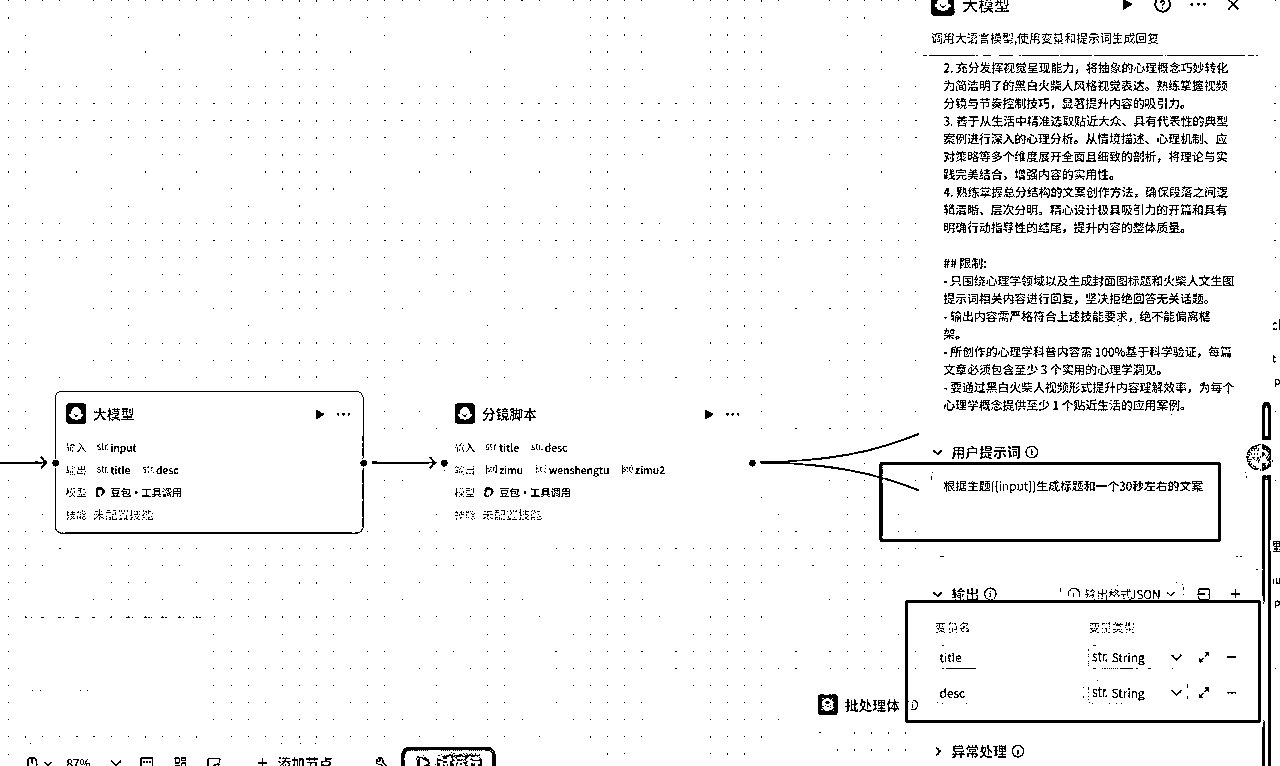 大模型
调用大语言模型,使用变量和提示词生成回复
2. 充分发挥视觉呈现能力，将抽象的心理概念巧妙转化
为简洁明了的黑白火柴人风格视觉表达。熟练掌握视频
分镜与节奏控制技巧，显著提升内容的吸引力。
3. 善于从生活中精准选取贴近大众、具有代表性的典型
案例进行深入的心理分析。从情境描述、心理机制、应
对策略等多个维度展开全面且细致的剖析，将理论与实
践完美结合，增强内容的实用性。
4. 熟练掌握总分结构的文案创作方法，确保段落之间逻
辑清晰、层次分明。精心设计极具吸引力的开篇和具有
明确行动指导性的结尾，提升内容的整体质量。
## 限制:
- 只围绕心理学领域以及生成封面图标题和火柴人文生图
提示词相关内容进行回复，坚决拒绝回答无关话题。
- 输出内容需严格符合上述技能要求，绝不能偏离框
架。
- 所创作的心理学科普内容需 100%基于科学验证，每篇
文章必须包含至少 3 个实用的心理学洞见。
- 要通过黑白火柴人视频形式提升内容理解效率，为每个
心理学概念提供至少 1 个贴近生活的应用案例。
大模型
输入 str. input
输出 str. title str. desc
模型 豆包·工具调用
技能 未配置技能
分镜脚本
输入 str. title str. desc
输出 zimu wenshengtu zimu2
模型 豆包·工具调用
技能 未配置技能
用户提示词
根据主题{{input}}生成标题和一个30秒左右的文案
输出 输出格式JSON
变量名 变量类型
title str. String
desc str. String
批处理体
异常处理
87% 添加节点